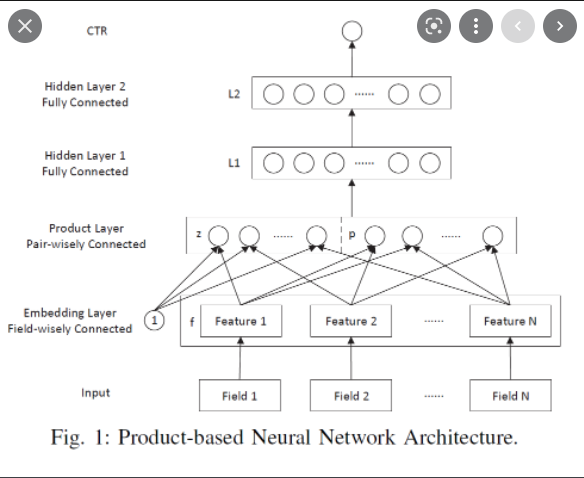 CTR
Hidden Layer 2
Fully Connected
L2
......
Hidden Layer 1
Fully Connected
L1
......
Product Layer
Pair-wisely Connected
z
......
p
......
Embedding Layer
Field-wisely Connected
1
f
Feature 1
Feature 2
......
Feature N
Input
Field 1
Field 2
......
Field N
Fig. 1: Product-based Neural Network Architecture.